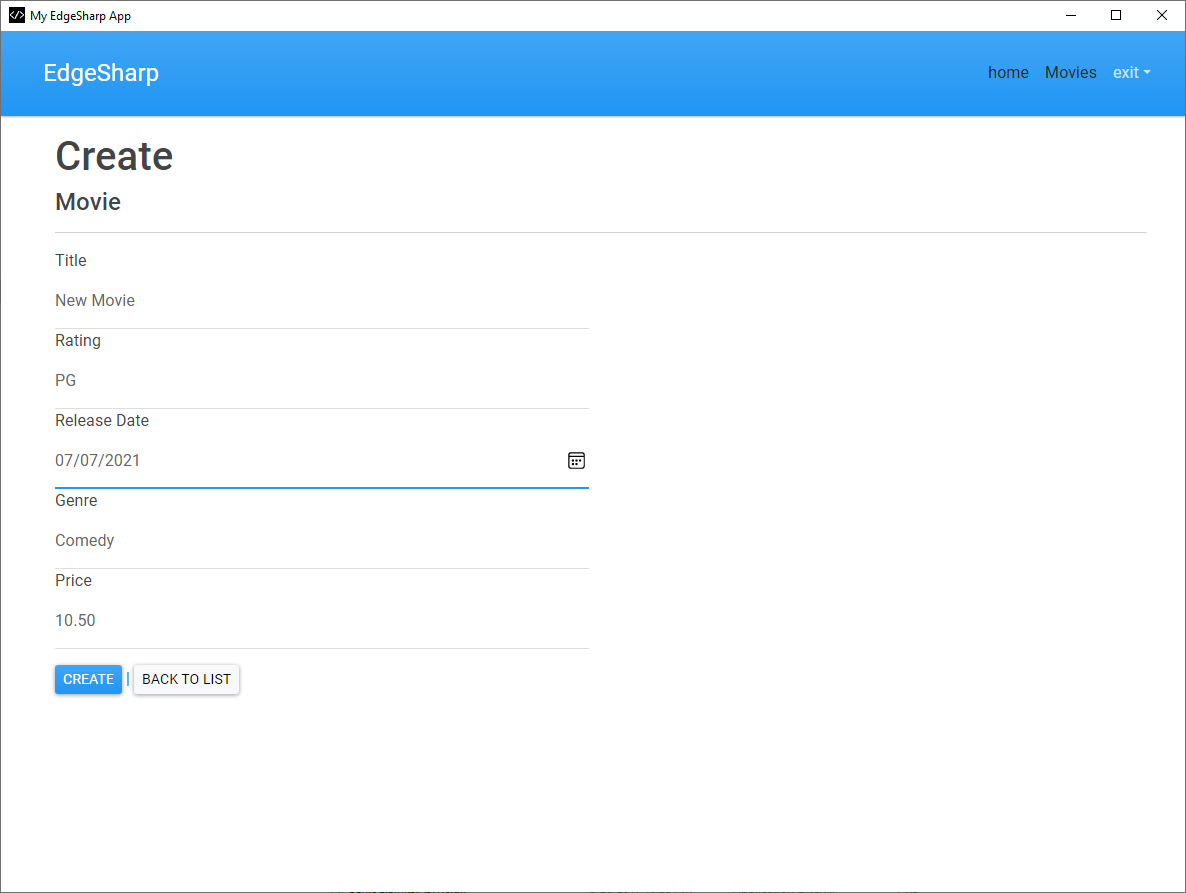 My EdgeSharp App
EdgeSharp
home Movies exit
Create
Movie
Title
New Movie
Rating
PG
Release Date
07/07/2021
Genre
Comedy
Price
10.50
CREATE | BACK TO LIST